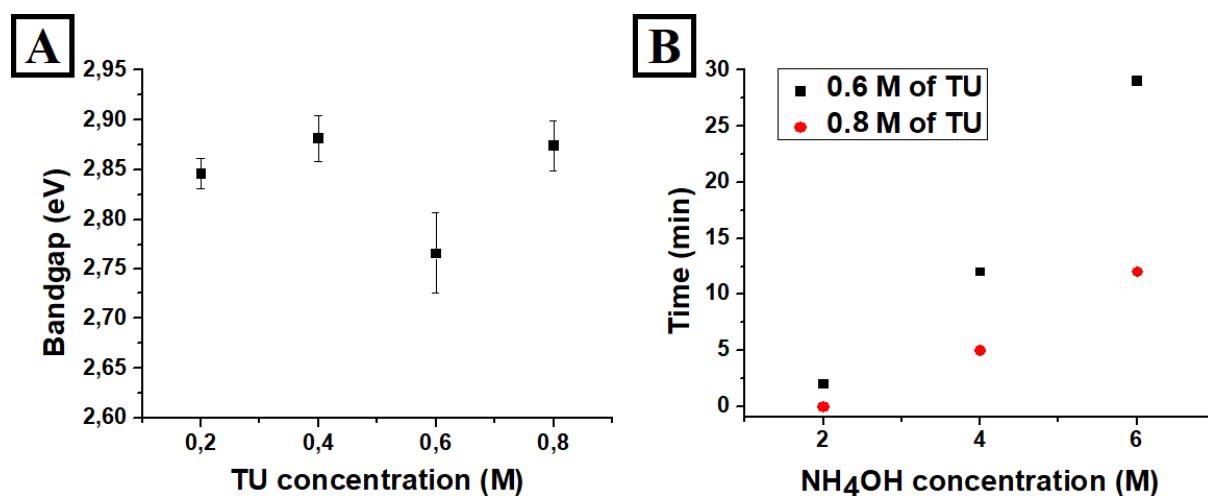 A
2,95
2,90
2,85
2,80
2,75
2,70
2,65
2,60
Bandgap (eV)
0,2 0,4 0,6 0,8
TU concentration (M)
B
0.6 M of TU
0.8 M of TU
30
25
20
15
10
5
0
Time (min)
2 4 6
NH4OH concentration (M)